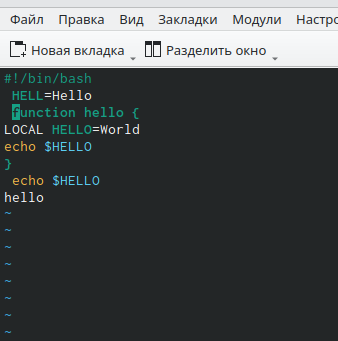 Файл Правка Вид Закладки Модули Настро
Новая вкладка Разделить окно
#!/bin/bash
HELL=Hello
function hello {
LOCAL HELLO=World
echo $HELLO
}
echo $HELLO
hello
~
~
~
~
~
~
~
~